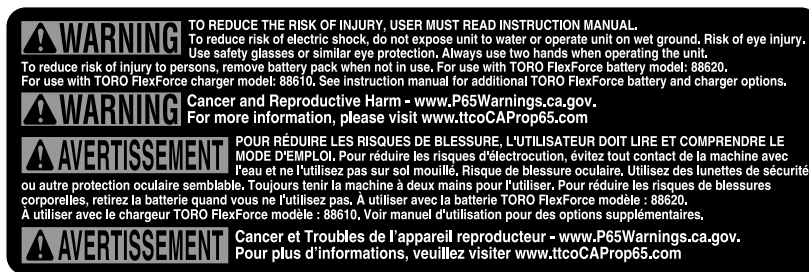 WARNING TO REDUCE THE RISK OF INJURY, USER MUST READ INSTRUCTION MANUAL.
To reduce risk of electric shock, do not expose unit to water or operate unit on wet ground. Risk of eye injury.
Use safety glasses or similar eye protection. Always use two hands when operating the unit.
To reduce risk of injury to persons, remove battery pack when not in use. For use with TORO FlexForce battery model: 88620.
For use with TORO FlexForce charger model: 88610. See instruction manual for additional TORO FlexForce battery and charger options.
WARNING Cancer and Reproductive Harm - www.P65Warnings.ca.gov.
For more information, please visit www.ttcoCAProp65.com
AVERTISSEMENT POUR RÉDUIRE LES RISQUES DE BLESSURE, L'UTILISATEUR DOIT LIRE ET COMPRENDRE LE
MODE D'EMPLOI. Pour réduire les risques d'électrocution, évitez tout contact de la machine avec
l'eau et ne l'utilisez pas sur sol mouillé. Risque de blessure oculaire. Utilisez des lunettes de sécurité
ou autre protection oculaire semblable. Toujours tenir la machine à deux mains pour l'utiliser. Pour réduire les risques de blessures
corporelles, retirez la batterie quand vous ne l'utilisez pas. À utiliser avec la batterie TORO FlexForce modèle : 88620.
À utiliser avec le chargeur TORO FlexForce modèle : 88610. Voir manuel d'utilisation pour des options supplémentaires.
AVERTISSEMENT Cancer et Troubles de l'appareil reproducteur - www.P65Warnings.ca.gov.
Pour plus d'informations, veuillez visiter www.ttcoCAProp65.com